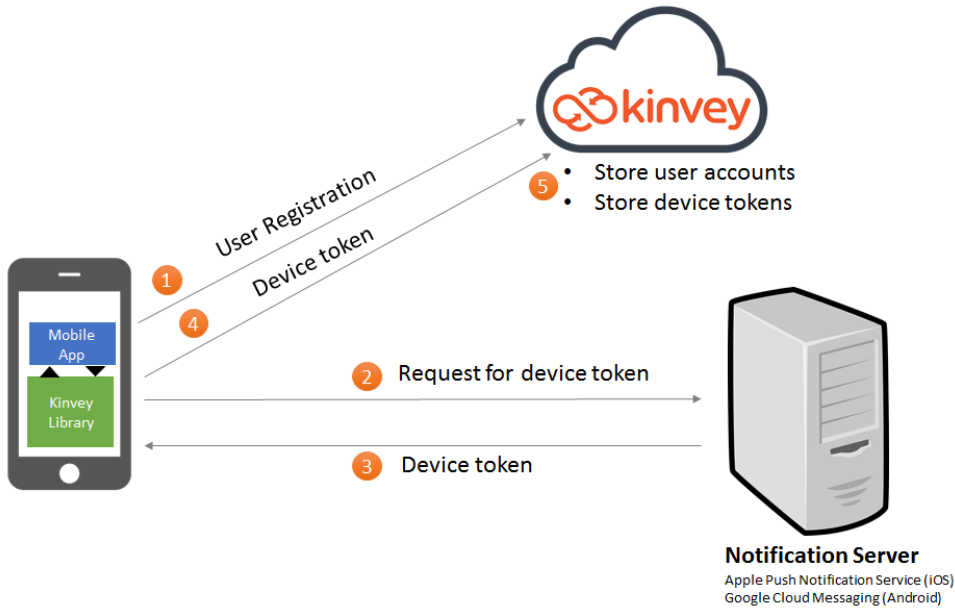 kinvey
5
• Store user accounts
• Store device tokens
User Registration
1
Device token
4
Mobile
App
Kinvey
Library
2 Request for device token
3 Device token
Notification Server
Apple Push Notification Service (iOS)
Google Cloud Messaging (Android)